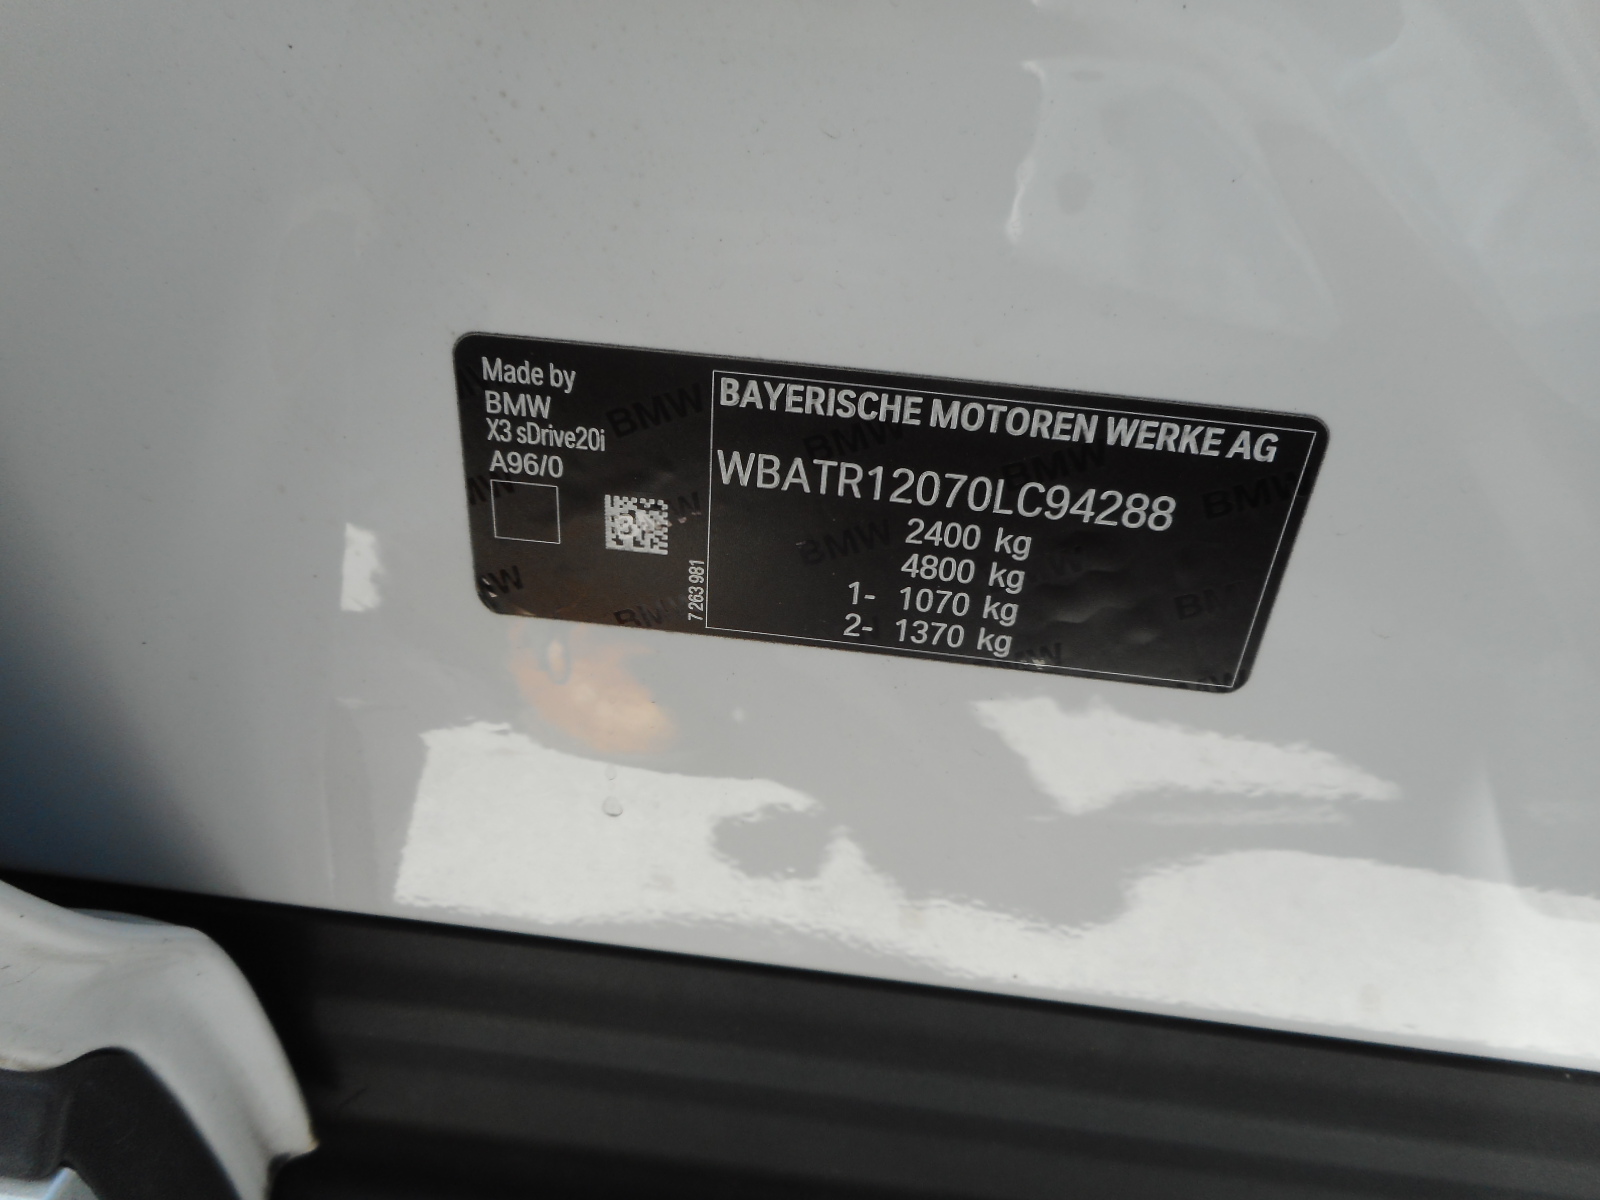 Made by
BMW
X3 sDrive20i
A96/0
7 263 981
BAYERISCHE MOTOREN WERKE AG
WBATR12070LC94288
2400 kg
4800 kg
1- 1070 kg
2- 1370 kg